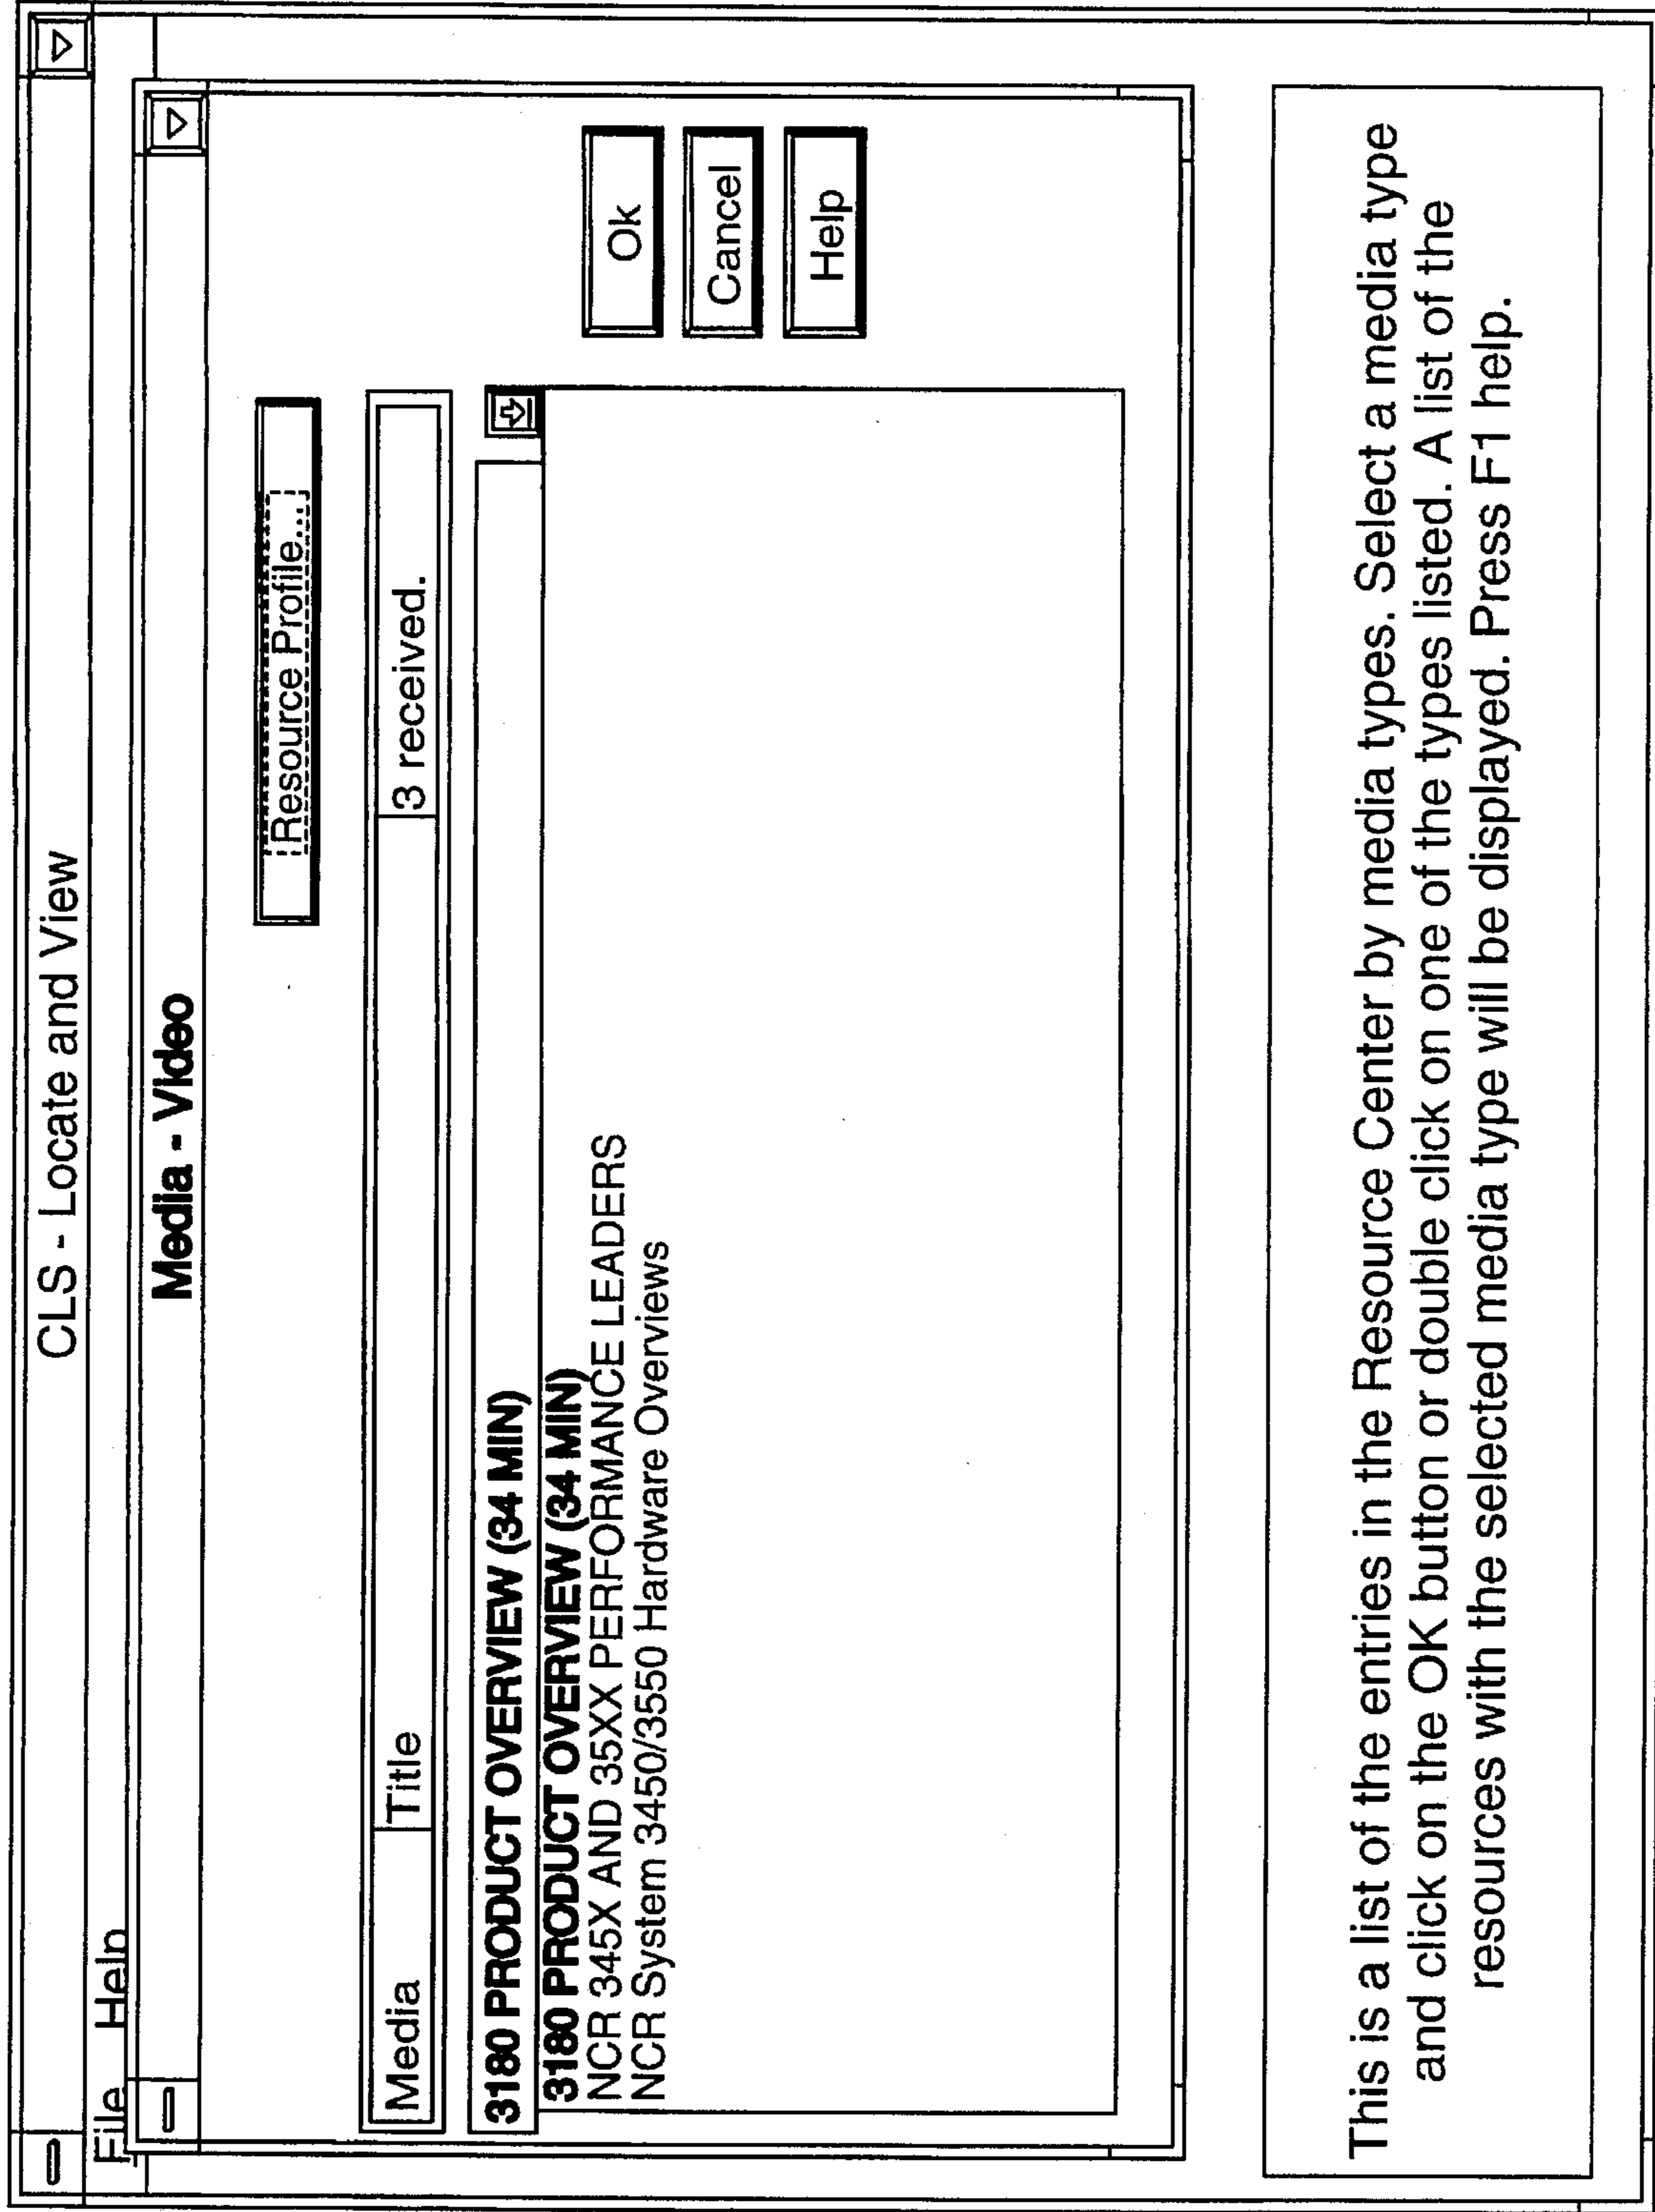 CLS - Locate and View
File Help
Media - Video
Resource Profile...
Media Title 3 received.
3180 PRODUCT OVERVIEW (34 MIN)
3180 PRODUCT OVERVIEW (34 MIN)
NCR 345X AND 35XX PERFORMANCE LEADERS
NCR System 3450/3550 Hardware Overviews
Ok
Cancel
Help
This is a list of the entries in the Resource Center by media types. Select a media type
and click on the OK button or double click on one of the types listed. A list of the
resources with the selected media type will be displayed. Press F1 help.